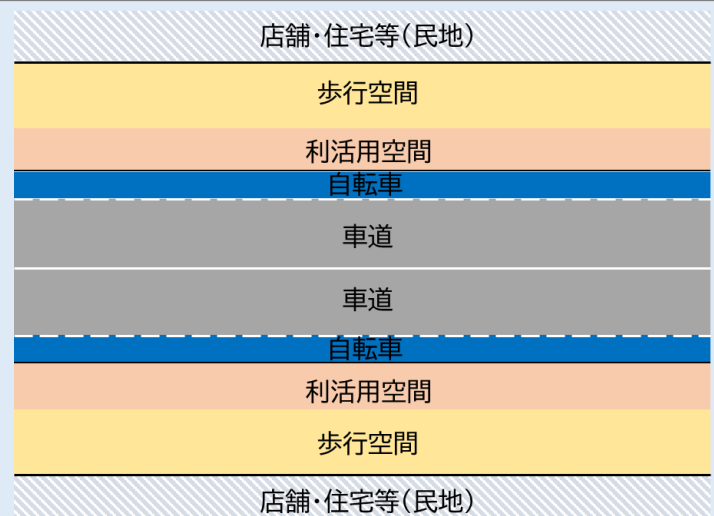 店舗・住宅等(民地)
歩行空間
利活用空間
自転車
車道
車道
自転車
利活用空間
歩行空間
店舗・住宅等(民地)